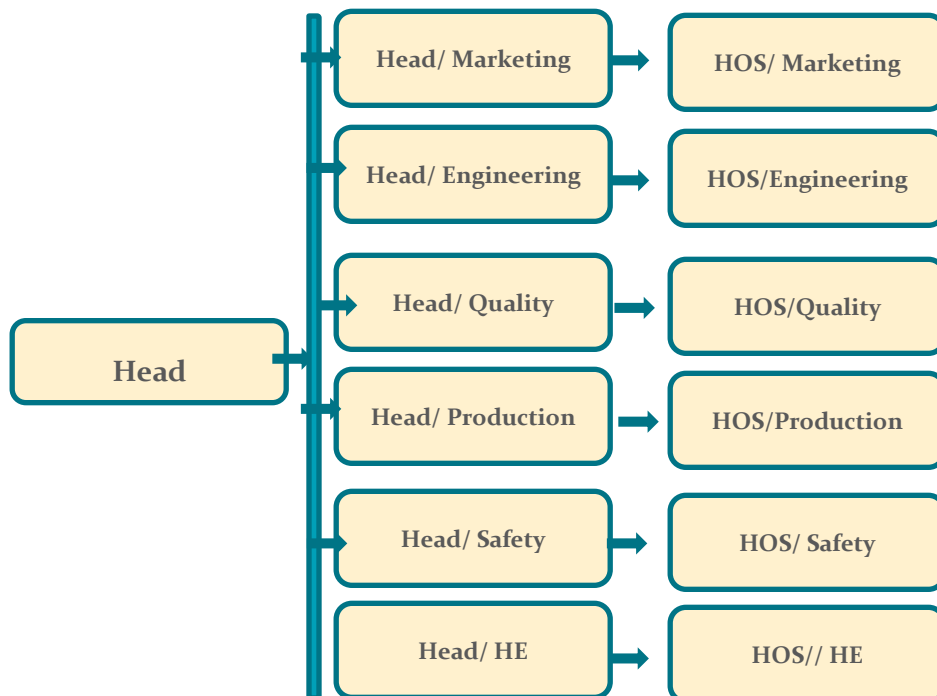 Head/ Marketing
HOS/ Marketing
Head/ Engineering
HOS/Engineering
Head/ Quality
HOS/Quality
Head
Head/ Production
HOS/Production
Head/ Safety
HOS/ Safety
Head/ HE
HOS// HE